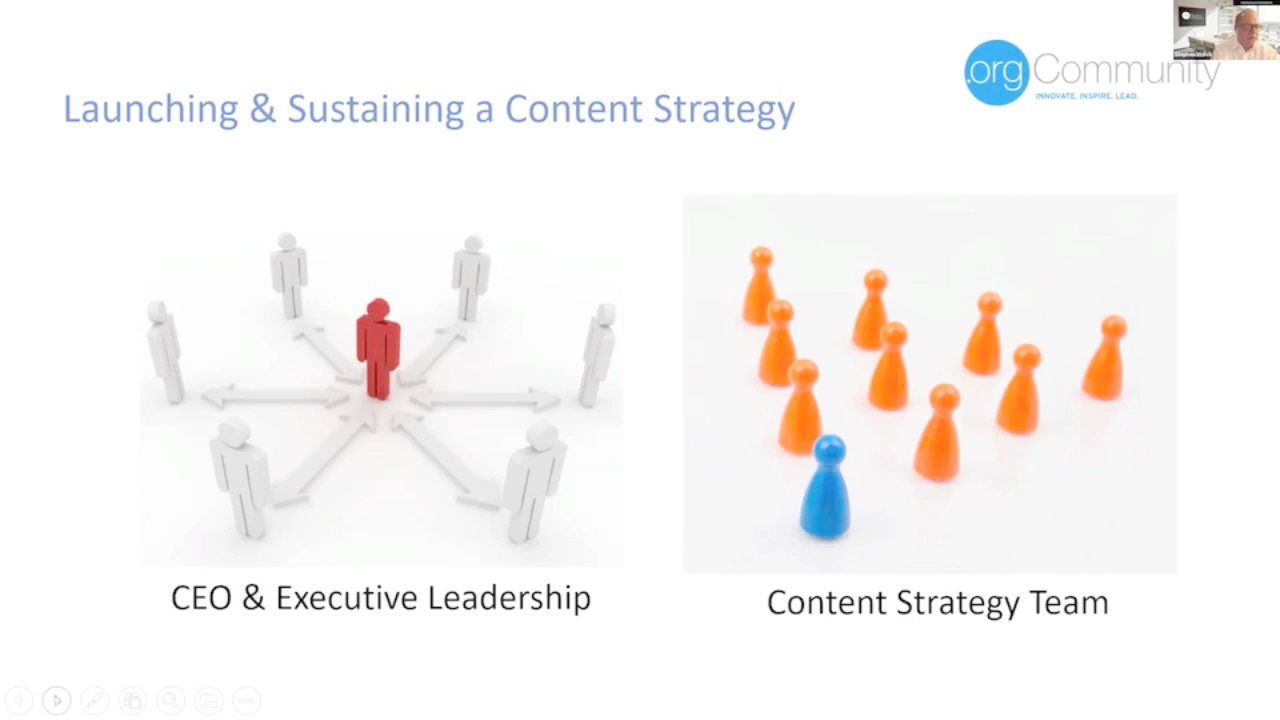 Launching & Sustaining a Content Strategy
.org Community
INNOVATE. INSPIRE. LEAD.
CEO & Executive Leadership
Content Strategy Team